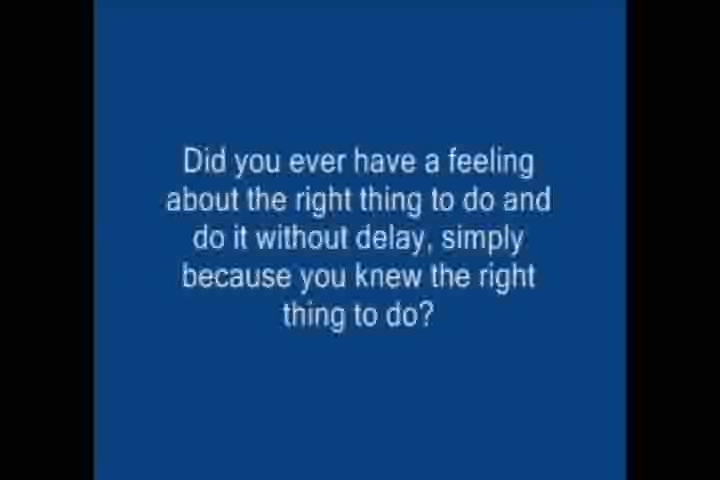 Did you ever have a feeling
about the right thing to do and
do it without delay, simply
because you knew the right
thing to do?